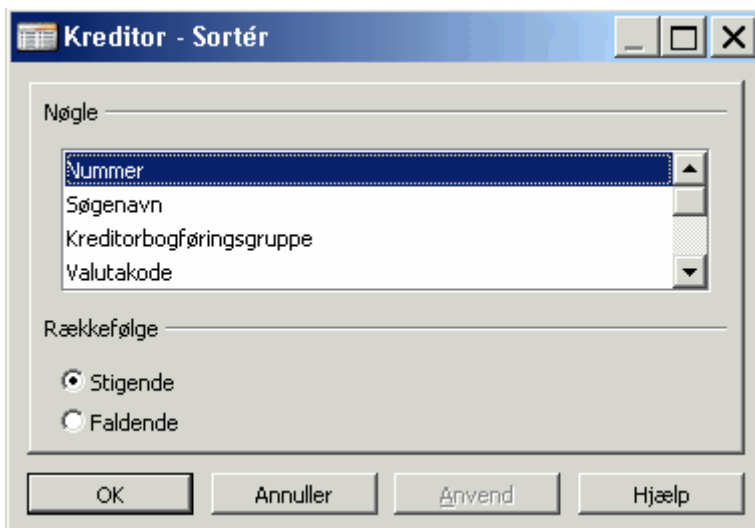 Kreditor - Sortér
Nøgle
Nummer
Søgenavn
Kreditorbogføringsgruppe
Valutakode
Rækkefølge
Stigende
Faldende
OK Annuller Anvend Hjælp